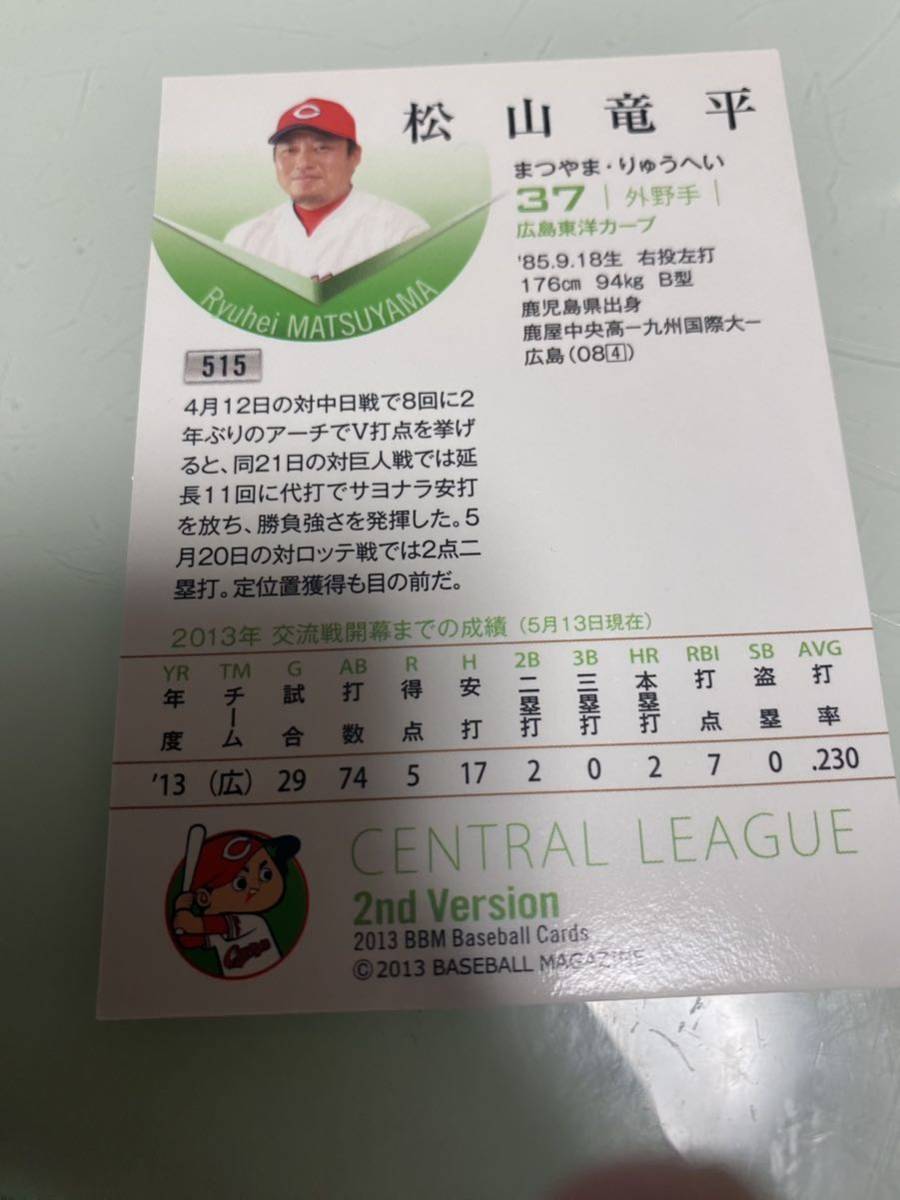 松山竜平
まつやま・りゅうへい
37 | 外野手 |
広島東洋カープ
'85.9.18生 右投左打
176cm 94kg B型
鹿児島県出身
鹿屋中央高ー九州国際大ー
広島(08④)
Ryuhei MATSUYAMA
515
4月12日の対中日戦で8回に2
年ぶりのアーチでV打点を挙げ
ると、同21日の対巨人戦では延
長11回に代打でサヨナラ安打
を放ち、勝負強さを発揮した。5
月20日の対ロッテ戦では2点二
塁打。定位置獲得も目の前だ。
2013年 交流戦開幕までの成績(5月13日現在)
YR TM G AB R H 2B 3B HR RBI SB AVG
年度 チーム 試合 打数 得点 安打 二塁打 三塁打 本塁打 打点 盗塁 打率
'13 (広) 29 74 5 17 2 0 2 7 0 .230
C
Carp
CENTRAL LEAGUE
2nd Version
2013 BBM Baseball Cards
©2013 BASEBALL MAGAZINE